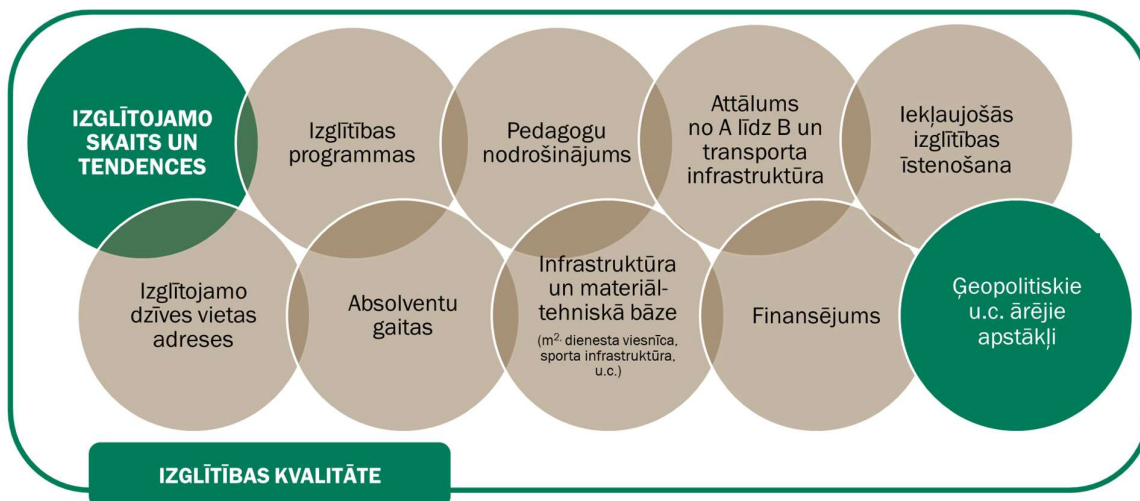 IZGLĪTOJAMO
SKAITS UN
TENDENCES
Izglītības
programmas
Pedagogu
nodrošinājums
Attālums
no A līdz B un
transporta
infrastruktūra
Iekļaujošās
izglītības
īstenošana
Izglītojamo
dzīves vietas
adreses
Absolventu
gaitas
Infrastruktūra
un materiāl-
tehniskā bāze
(m²· dienesta viesnīca,
sporta infrastruktūra,
u.c.)
Finansējums
Ģeopolitiskie
u.c. ārējie
apstākļi
IZGLĪTĪBAS KVALITĀTE